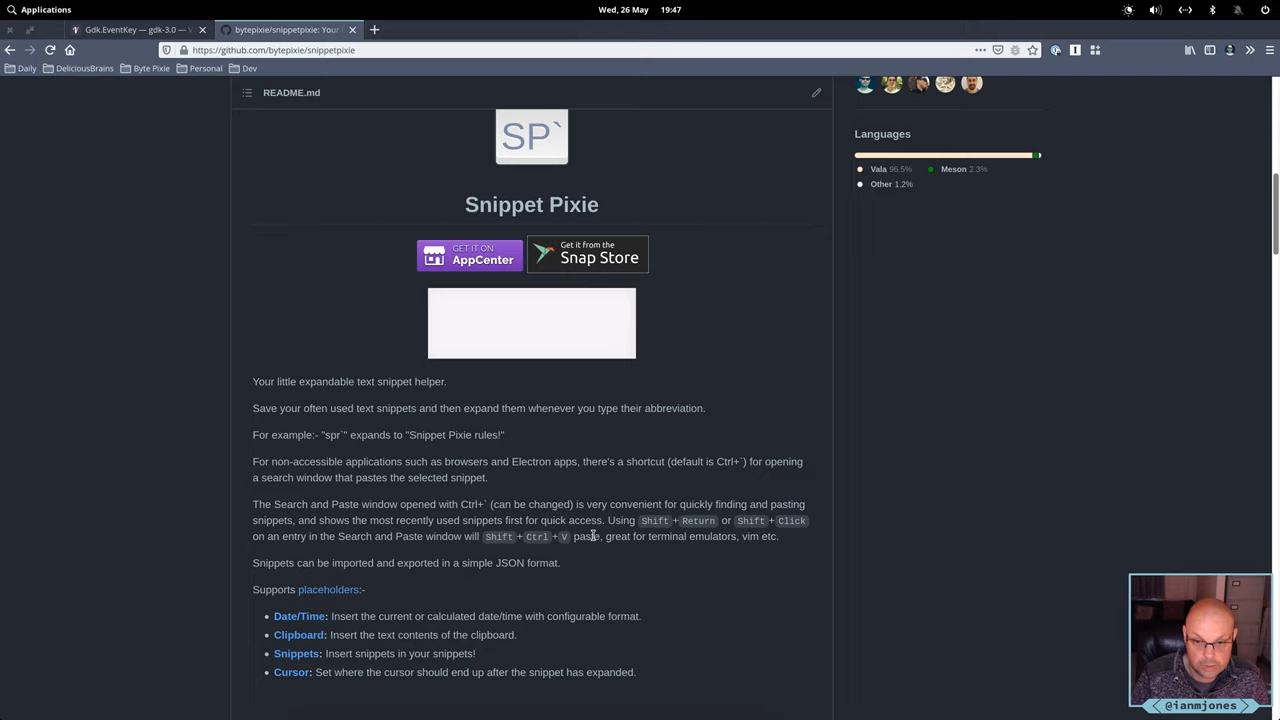 Applications
Wed, 26 May 19:47
Gdk.EventKey — gdk-3.0 —
bytepixie/snippetpixie: Your
https://github.com/bytepixie/snippetpixie
Daily
DeliciousBrains
Byte Pixie
Personal
Dev
README.md
SP`
Snippet Pixie
GET IT ON
AppCenter
Get it from the
Snap Store
Your little expandable text snippet helper.
Save your often used text snippets and then expand them whenever you type their abbreviation.
For example:- "spr`" expands to "Snippet Pixie rules!"
For non-accessible applications such as browsers and Electron apps, there's a shortcut (default is Ctrl+`) for opening
a search window that pastes the selected snippet.
The Search and Paste window opened with Ctrl+` (can be changed) is very convenient for quickly finding and pasting
snippets, and shows the most recently used snippets first for quick access. Using Shift+Return or Shift+Click
on an entry in the Search and Paste window will Shift+Ctrl+V paste, great for terminal emulators, vim etc.
Snippets can be imported and exported in a simple JSON format.
Supports placeholders:-
Date/Time: Insert the current or calculated date/time with configurable format.
Clipboard: Insert the text contents of the clipboard.
Snippets: Insert snippets in your snippets!
Cursor: Set where the cursor should end up after the snippet has expanded.
Languages
Vala 96.5%
Meson 2.3%
Other 1.2%
@ianmjones